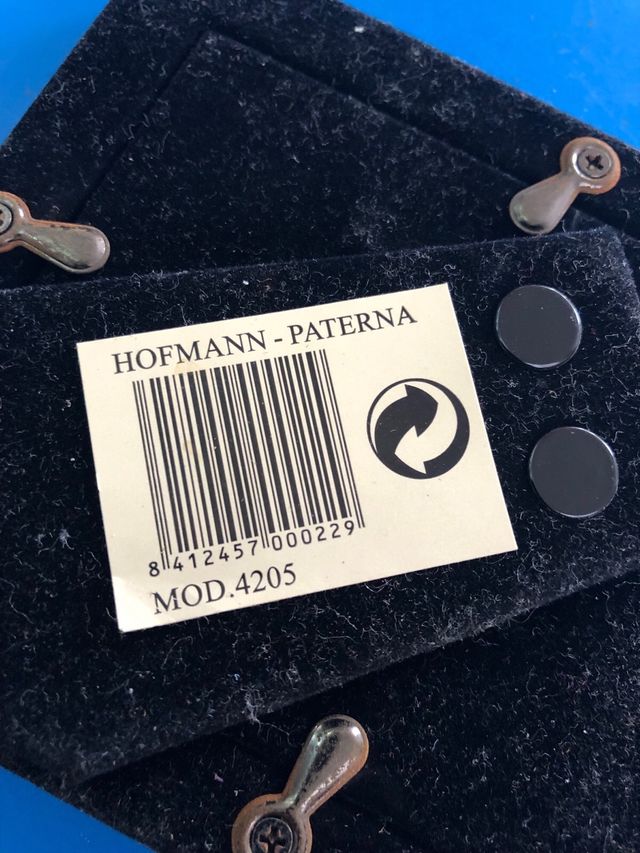 HOFMANN - PATERNA
8 412457 000229
MOD.4205